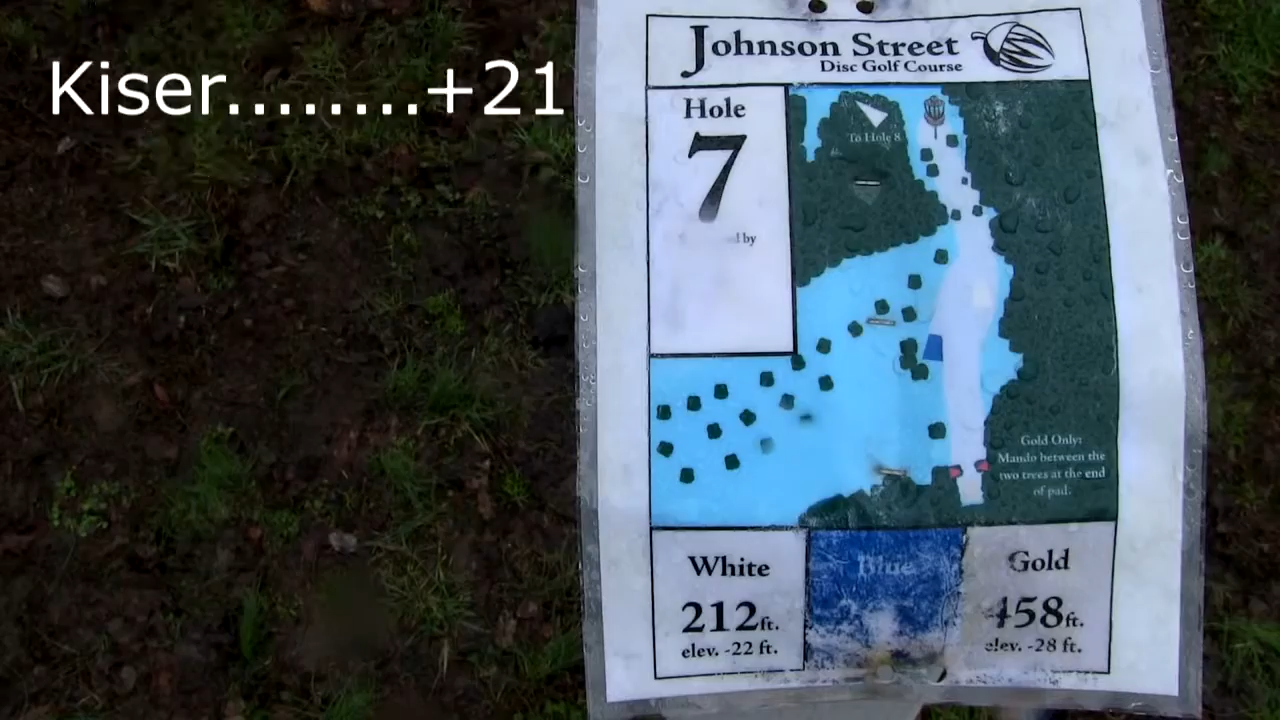 Kiser........+21
Johnson Street
Disc Golf Course
Hole
7
by
To Hole 8
Gold Only:
Mando between the
two trees at the end
of pad.
White
212ft.
elev. -22 ft.
Blue
Gold
458ft.
elev. -28 ft.